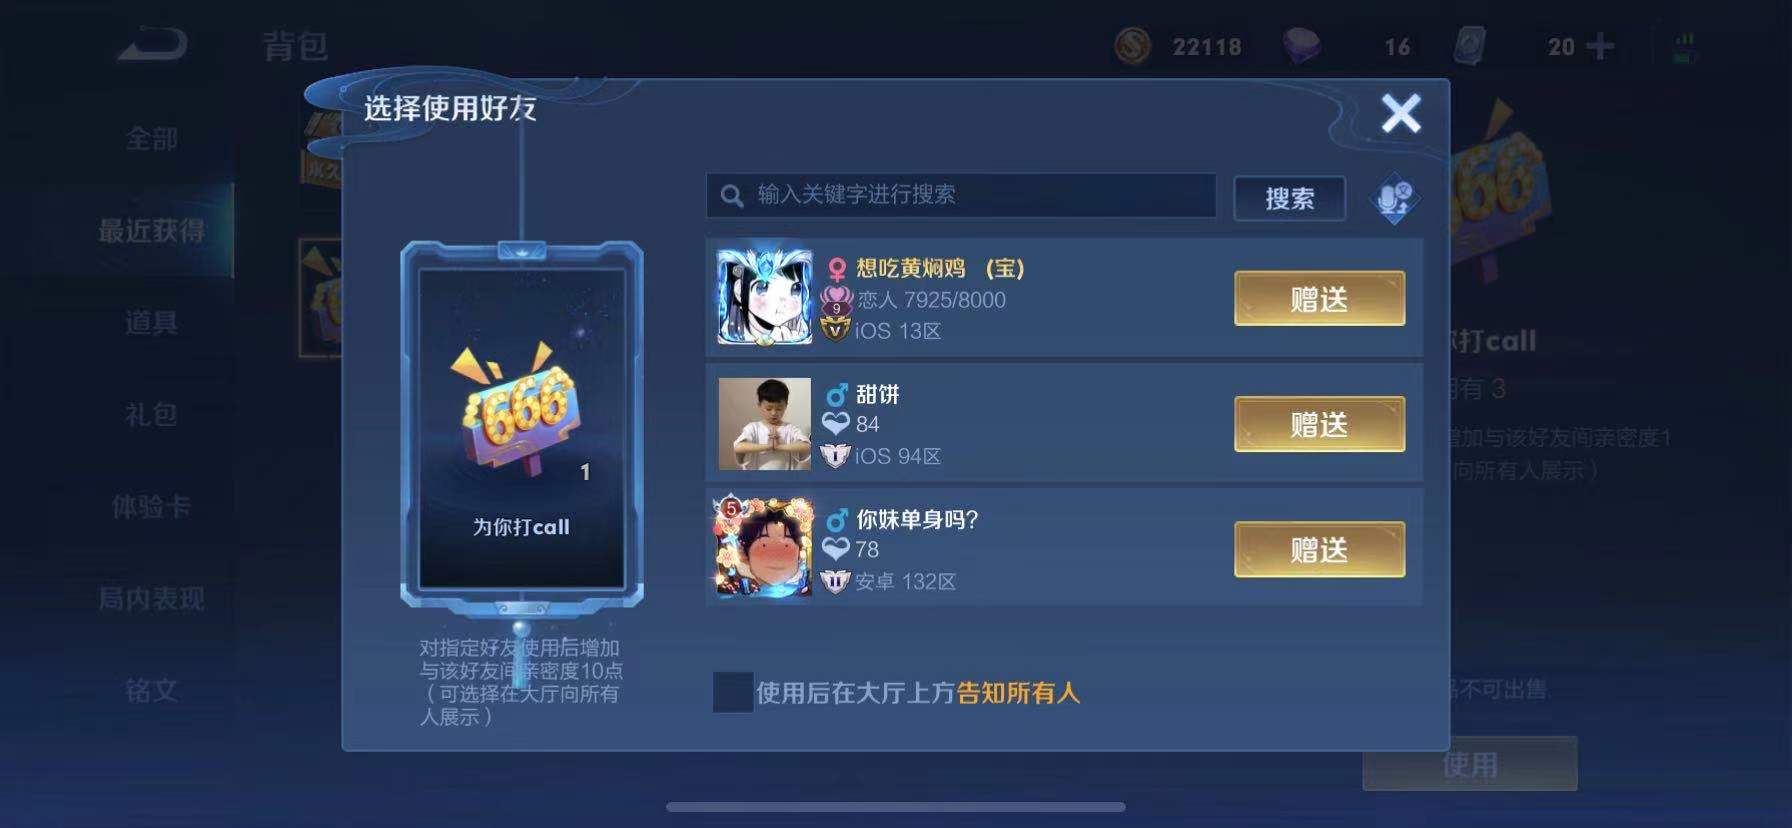 背包
22118
16
20
全部
最近获得
道具
礼包
体验卡
局内表现
铭文
永久
选择使用好友
输入关键字进行搜索
搜索
666
1
为你打call
对指定好友使用后增加
与该好友间亲密度10点
（可选择在大厅向所有
人展示）
想吃黄焖鸡 (宝)
9
恋人 7925/8000
V
iOS 13区
赠送
甜饼
84
I
iOS 94区
赠送
5
你妹单身吗?
78
II
安卓 132区
赠送
使用后在大厅上方告知所有人
666
打call
有 3
增加与该好友间亲密度1
向所有人展示）
不可出售
使用